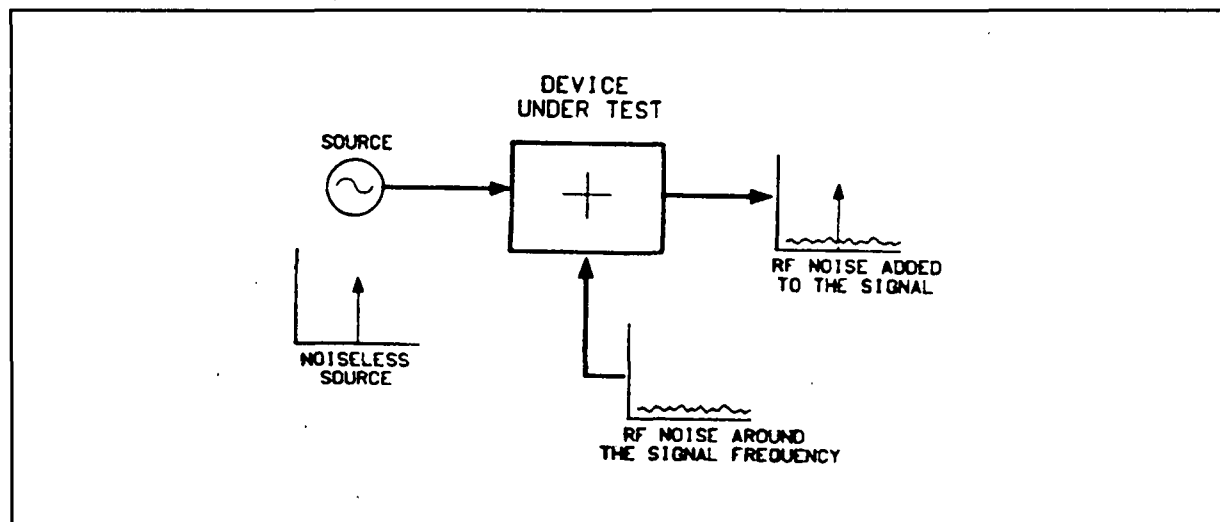 DEVICE
UNDER TEST
SOURCE
NOISELESS
SOURCE
RF NOISE ADDED
TO THE SIGNAL
RF NOISE AROUND
THE SIGNAL FREQUENCY